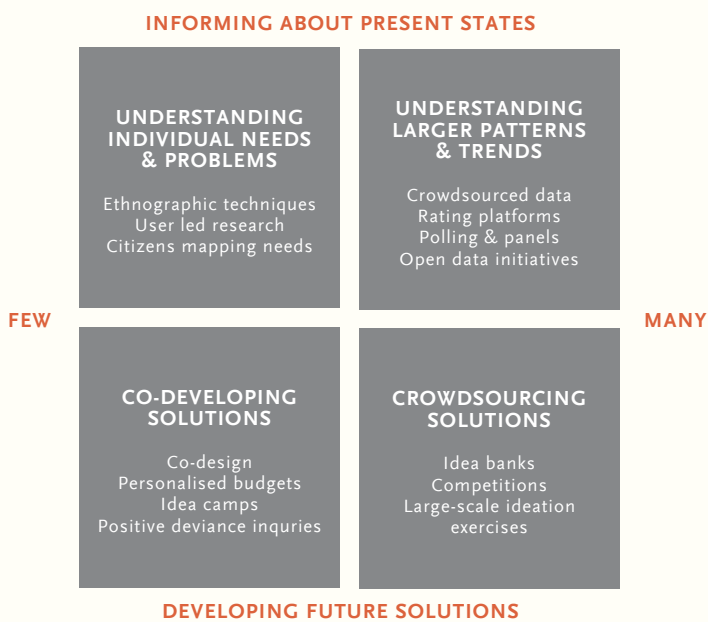 INFORMING ABOUT PRESENT STATES
UNDERSTANDING
INDIVIDUAL NEEDS
& PROBLEMS
Ethnographic techniques
User led research
Citizens mapping needs
UNDERSTANDING
LARGER PATTERNS
& TRENDS
Crowdsourced data
Rating platforms
Polling & panels
Open data initiatives
FEW
MANY
CO-DEVELOPING
SOLUTIONS
Co-design
Personalised budgets
Idea camps
Positive deviance inquries
CROWDSOURCING
SOLUTIONS
Idea banks
Competitions
Large-scale ideation
exercises
DEVELOPING FUTURE SOLUTIONS